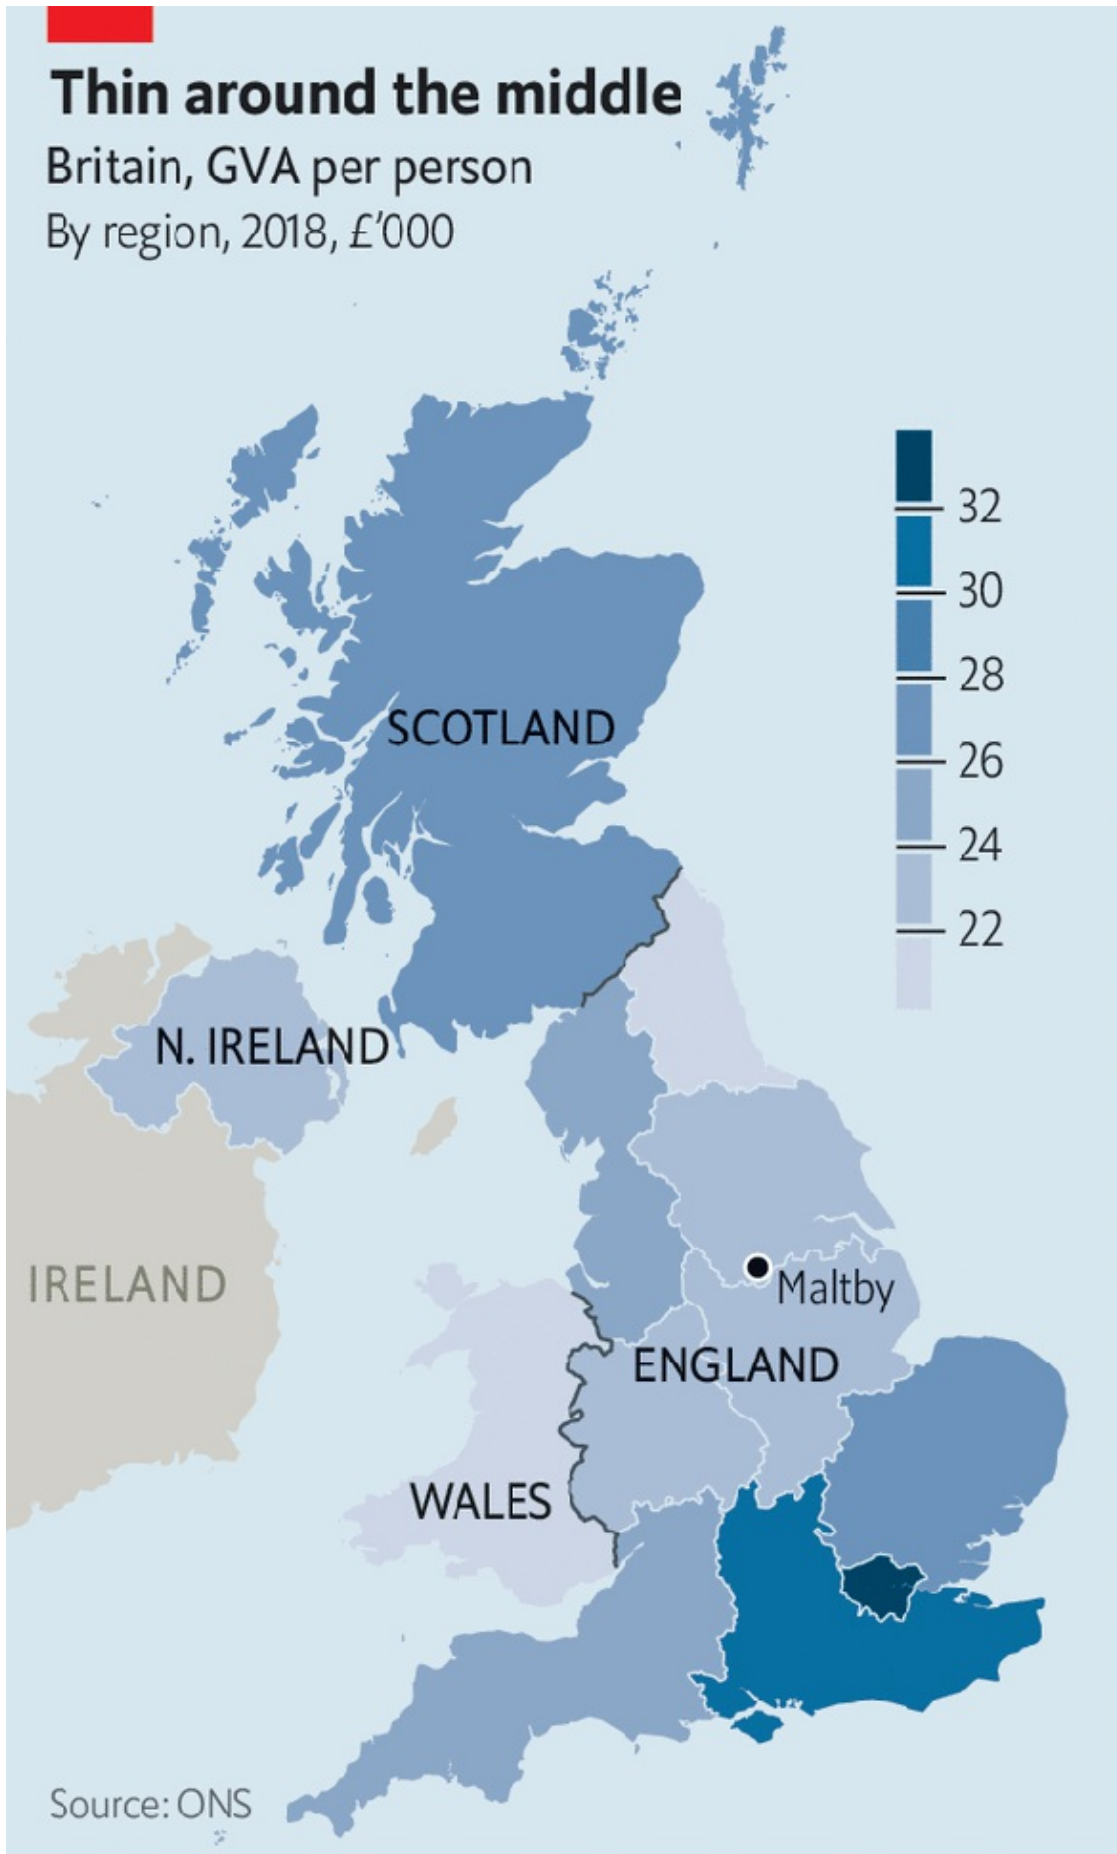 Thin around the middle
Britain, GVA per person
By region, 2018, £’000
32
30
28
26
24
22
SCOTLAND
N. IRELAND
IRELAND
Maltby
ENGLAND
WALES
Source: ONS